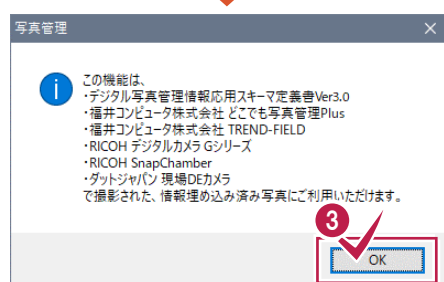 写真管理
この機能は、
・デジタル写真管理情報応用スキーマ定義書Ver3.0
・福井コンピュータ株式会社 どこでも写真管理Plus
・福井コンピュータ株式会社 TREND-FIELD
・RICOH デジタルカメラ Gシリーズ
・RICOH SnapChamber
・ダットジャパン 現場DEカメラ
で撮影された、情報埋め込み済み写真にご利用いただけます。
3
OK